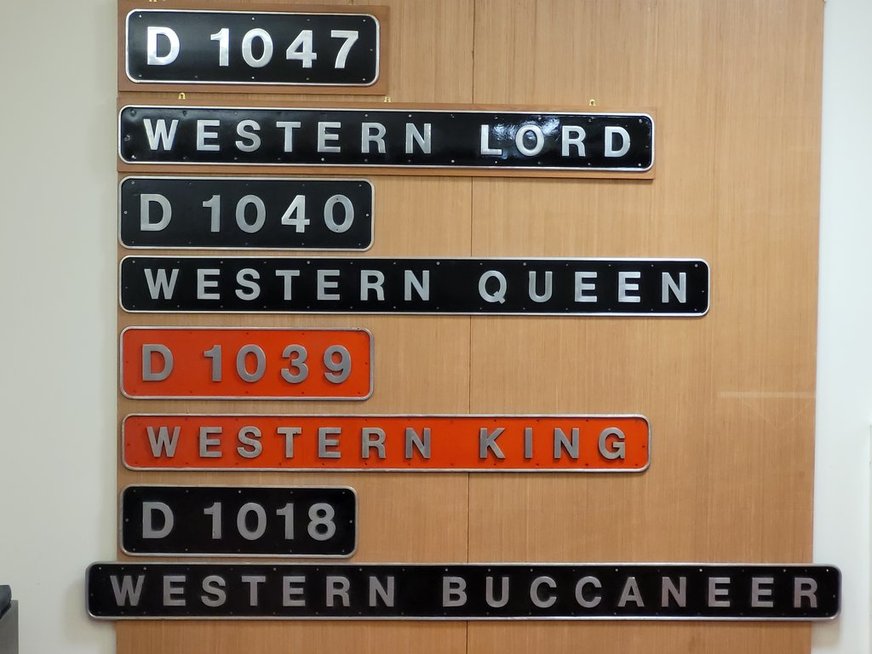 D 1047
WESTERN LORD
D 1040
WESTERN QUEEN
D 1039
WESTERN KING
D 1018
WESTERN BUCCANEER